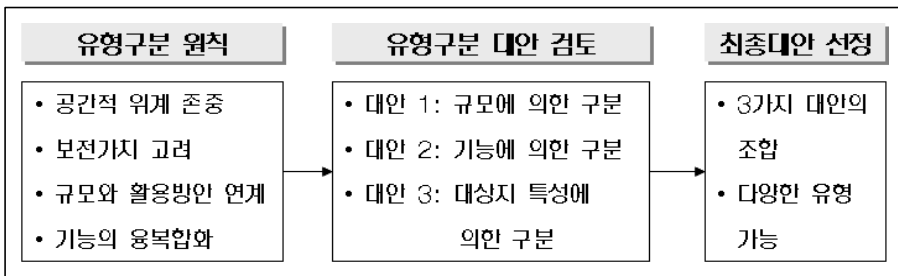 유형구분 원칙
• 공간적 위계 존중
• 보전가치 고려
• 규모와 활용방안 연계
• 기능의 융복합화
유형구분 대안 검토
• 대안 1: 규모에 의한 구분
• 대안 2: 기능에 의한 구분
• 대안 3: 대상지 특성에
의한 구분
최종대안 선정
• 3가지 대안의
조합
• 다양한 유형
가능